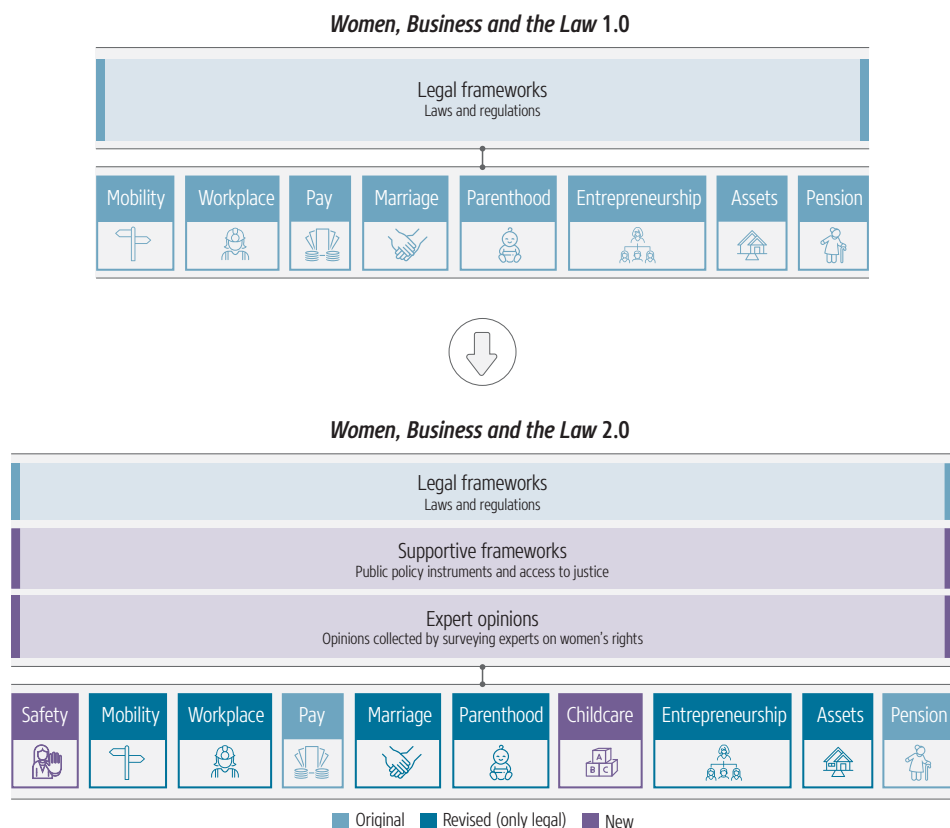 Women, Business and the Law 1.0
Legal frameworks
Laws and regulations
Mobility Workplace Pay Marriage Parenthood Entrepreneurship Assets Pension
Women, Business and the Law 2.0
Legal frameworks
Laws and regulations
Supportive frameworks
Public policy instruments and access to justice
Expert opinions
Opinions collected by surveying experts on women's rights
Safety Mobility Workplace Pay Marriage Parenthood Childcare Entrepreneurship Assets Pension
A
B C
Original Revised (only legal) New